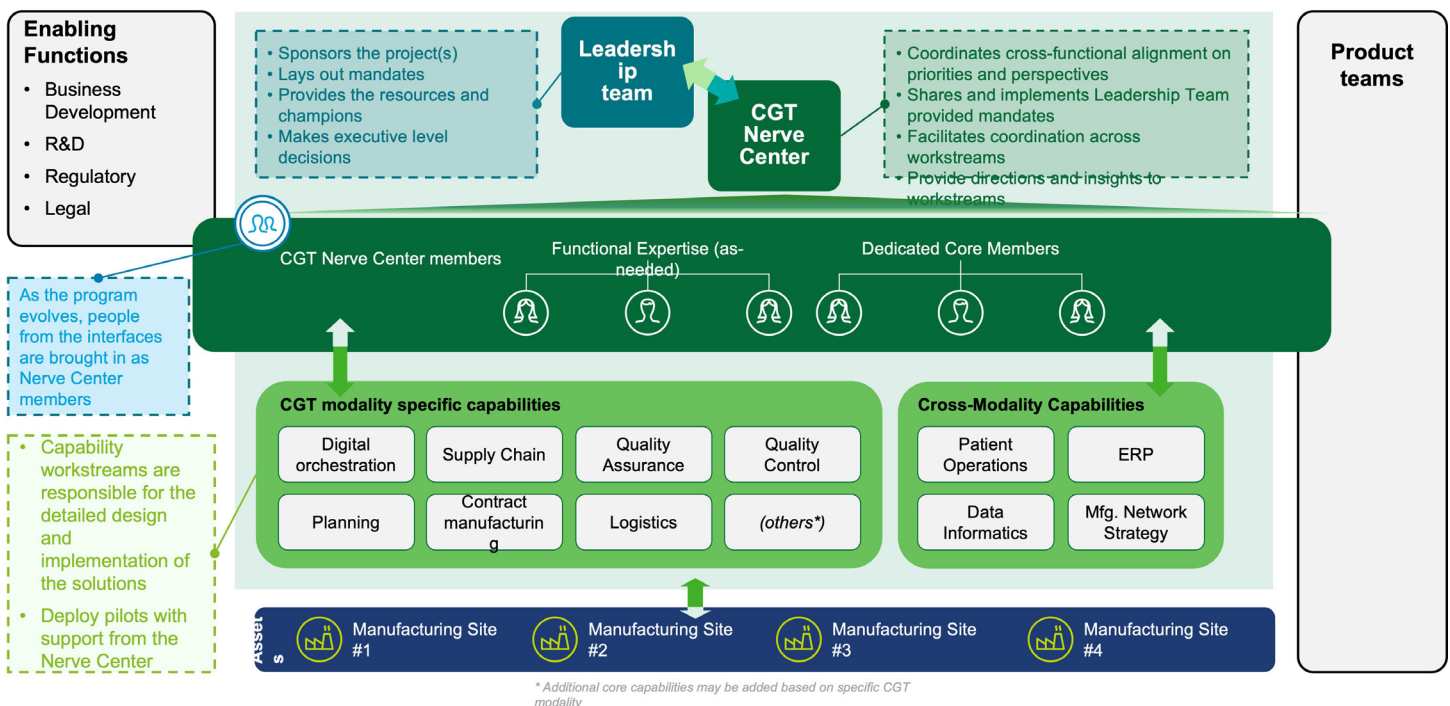 Enabling
Functions
• Business
Development
• R&D
• Regulatory
• Legal
• Sponsors the project(s)
• Lays out mandates
• Provides the resources and
champions
• Makes executive level
decisions
Leadersh
ip
team
CGT
Nerve
Center
• Coordinates cross-functional alignment on
priorities and perspectives
• Shares and implements Leadership Team
provided mandates
• Facilitates coordination across
workstreams
• Provide directions and insights to
workstreams
Product
teams
CGT Nerve Center members
Functional Expertise (as-
needed)
Dedicated Core Members
As the program
evolves, people
from the interfaces
are brought in as
Nerve Center
members
• Capability
workstreams are
responsible for the
detailed design
and
implementation of
the solutions
• Deploy pilots with
support from the
Nerve Center
CGT modality specific capabilities
Digital
orchestration
Supply Chain
Quality
Assurance
Quality
Control
Planning
Contract
manufacturin
g
Logistics
(others*)
Cross-Modality Capabilities
Patient
Operations
ERP
Data
Informatics
Mfg. Network
Strategy
Asset
s
Manufacturing Site
#1
Manufacturing Site
#2
Manufacturing Site
#3
Manufacturing Site
#4
* Additional core capabilities may be added based on specific CGT
modality